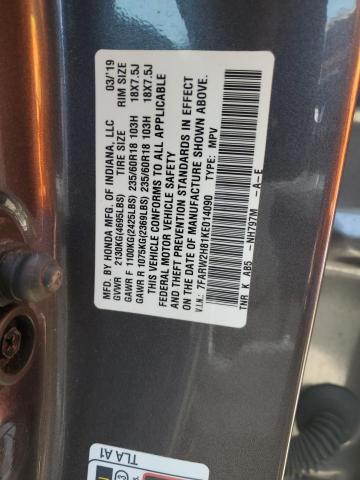 MFD. BY HONDA MFG. OF INDIANA, LLC 03/'19
GVWR 2130KG(4695LBS) TIRE SIZE RIM SIZE
GAWR F 1100KG(2425LBS) 235/60R18 103H 18X7.5J
GAWR R 1075KG(2369LBS) 235/60R18 103H 18X7.5J
THIS VEHICLE CONFORMS TO ALL APPLICABLE
FEDERAL MOTOR VEHICLE SAFETY
AND THEFT PREVENTION STANDARDS IN EFFECT
ON THE DATE OF MANUFACTURE SHOWN ABOVE.
V.I.N.: 7FARW2H81KE014090 TYPE: MPV
TNR K AB5 -NH797M -A-E
TLA A1